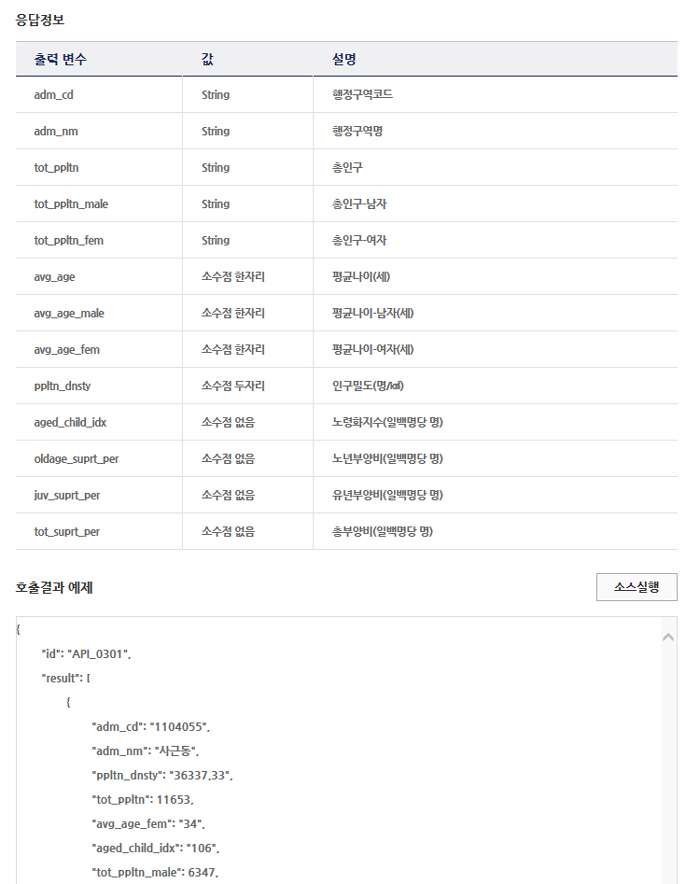 응답정보
출력 변수 값 설명
adm_cd String 행정구역코드
adm_nm String 행정구역명
tot_ppltn String 총인구
tot_ppltn_male String 총인구-남자
tot_ppltn_fem String 총인구-여자
avg_age 소수점 한자리 평균나이(세)
avg_age_male 소수점 한자리 평균나이-남자(세)
avg_age_fem 소수점 한자리 평균나이-여자(세)
ppltn_dnsty 소수점 두자리 인구밀도(명/㎢)
aged_child_idx 소수점 없음 노령화지수(일백명당 명)
oldage_suprt_per 소수점 없음 노년부양비(일백명당 명)
juv_suprt_per 소수점 없음 유년부양비(일백명당 명)
tot_suprt_per 소수점 없음 총부양비(일백명당 명)
호출결과 예제 소스실행
{
"id": "API_0301",
"result": [
{
"adm_cd": "1104055",
"adm_nm": "사근동",
"ppltn_dnsty": "36337.33",
"tot_ppltn": 11653,
"avg_age_fem": "34",
"aged_child_idx": "106",
"tot_ppltn_male": 6347,